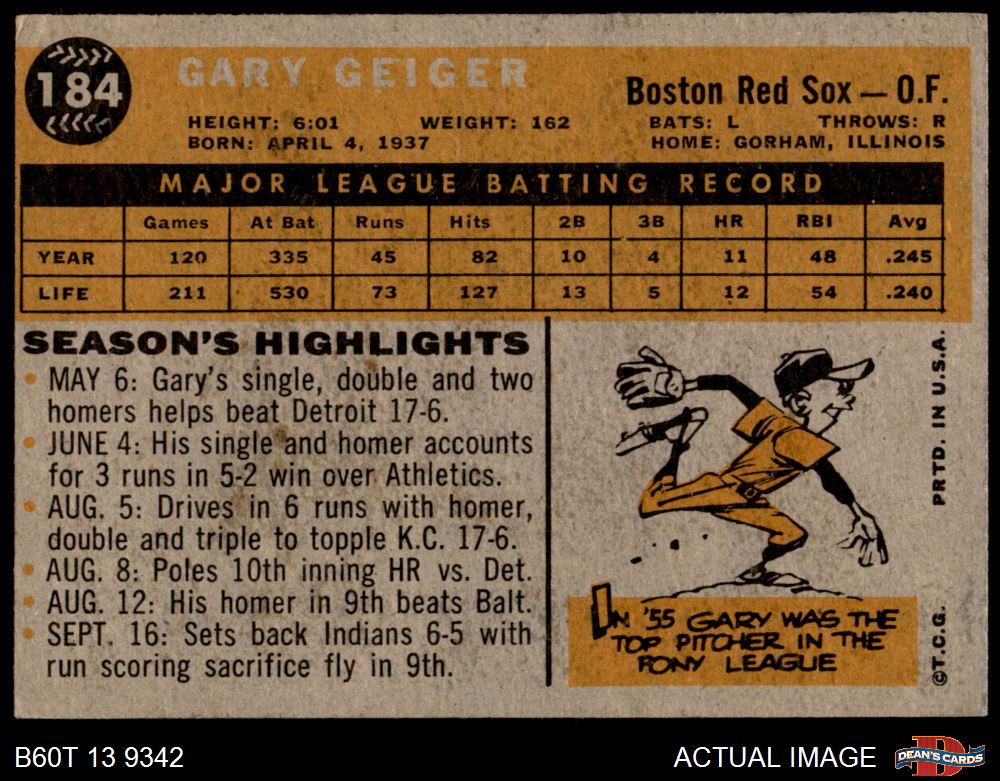 184
GARY GEIGER
Boston Red Sox — O.F.
HEIGHT: 6:01 WEIGHT: 162 BATS: L THROWS: R
BORN: APRIL 4, 1937 HOME: GORHAM, ILLINOIS
MAJOR LEAGUE BATTING RECORD
Games At Bat Runs Hits 2B 3B HR RBI Avg
YEAR 120 335 45 82 10 4 11 48 .245
LIFE 211 530 73 127 13 5 12 54 .240
SEASON'S HIGHLIGHTS
• MAY 6: Gary's single, double and two
homers helps beat Detroit 17-6.
• JUNE 4: His single and homer accounts
for 3 runs in 5-2 win over Athletics.
• AUG. 5: Drives in 6 runs with homer,
double and triple to topple K.C. 17-6.
• AUG. 8: Poles 10th inning HR vs. Det.
• AUG. 12: His homer in 9th beats Balt.
• SEPT. 16: Sets back Indians 6-5 with
run scoring sacrifice fly in 9th.
IN '55 GARY WAS THE
TOP PITCHER IN THE
PONY LEAGUE
©T.C.G. PRTD. IN U.S.A.
B60T 13 9342
ACTUAL IMAGE
DEAN'S CARDS